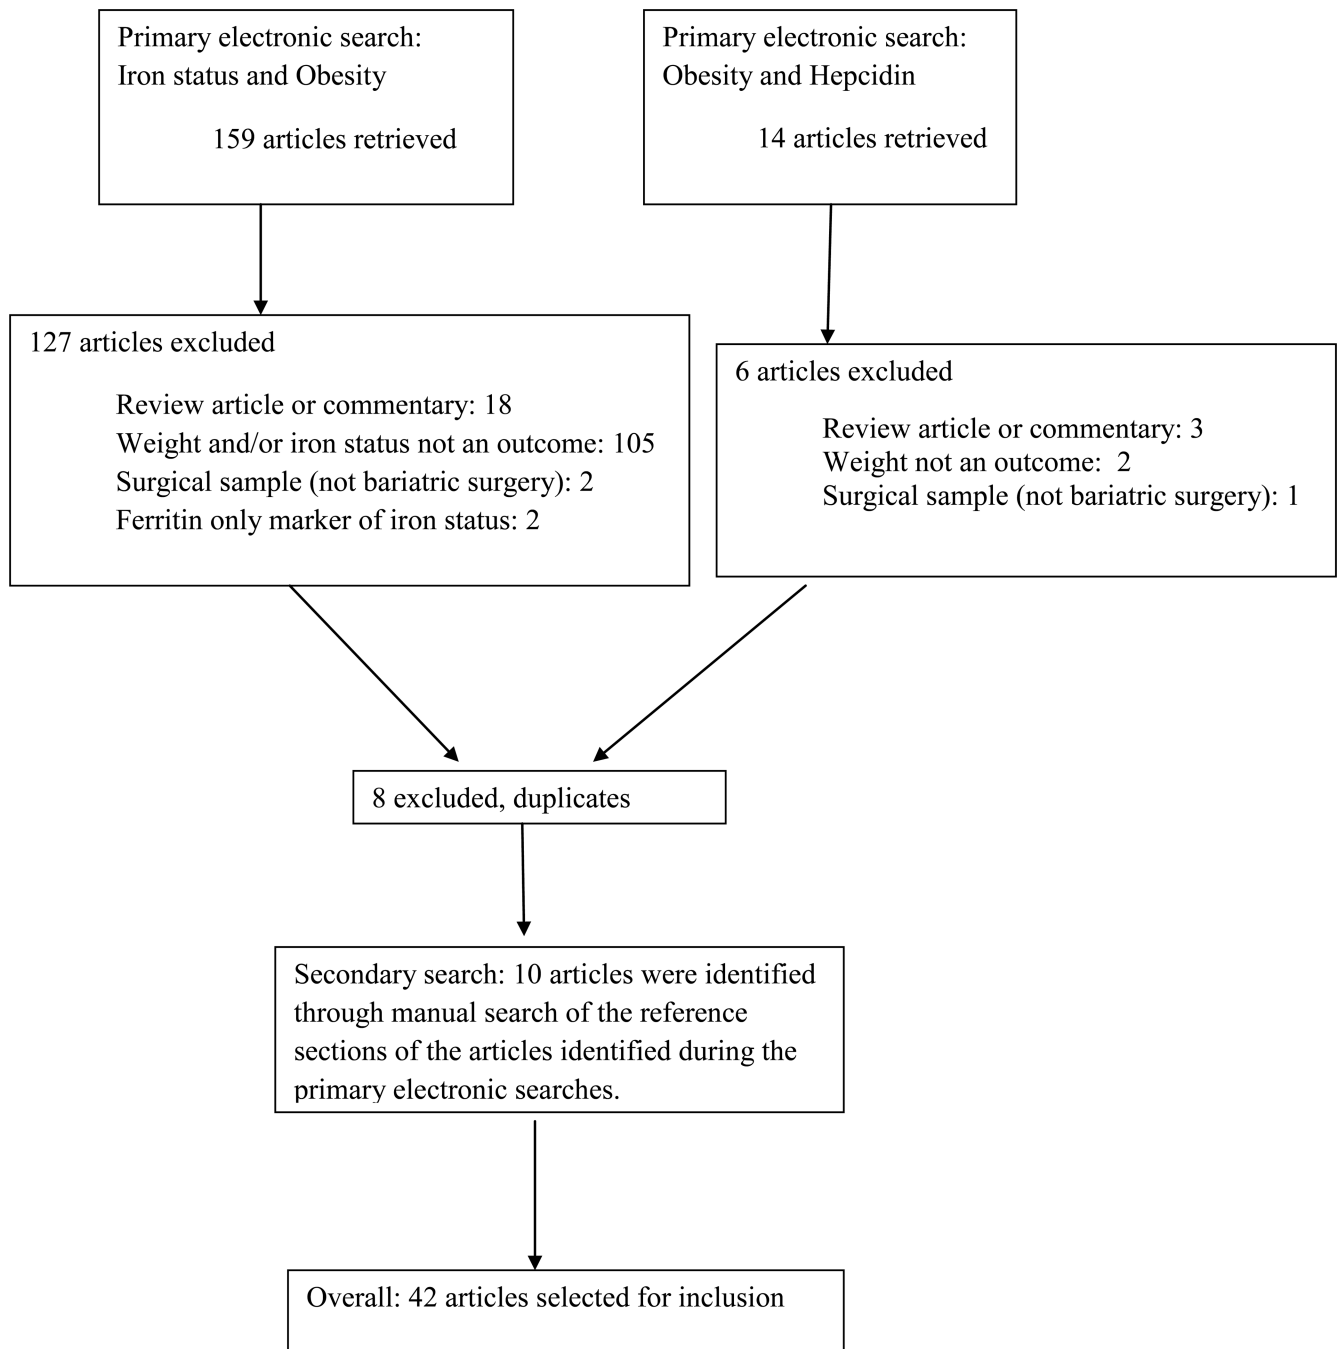 Primary electronic search:
Iron status and Obesity
159 articles retrieved
Primary electronic search:
Obesity and Hepcidin
14 articles retrieved
127 articles excluded
Review article or commentary: 18
Weight and/or iron status not an outcome: 105
Surgical sample (not bariatric surgery): 2
Ferritin only marker of iron status: 2
6 articles excluded
Review article or commentary: 3
Weight not an outcome:  2
Surgical sample (not bariatric surgery): 1
8 excluded, duplicates
Secondary search: 10 articles were identified
through manual search of the reference
sections of the articles identified during the
primary electronic searches.
Overall: 42 articles selected for inclusion